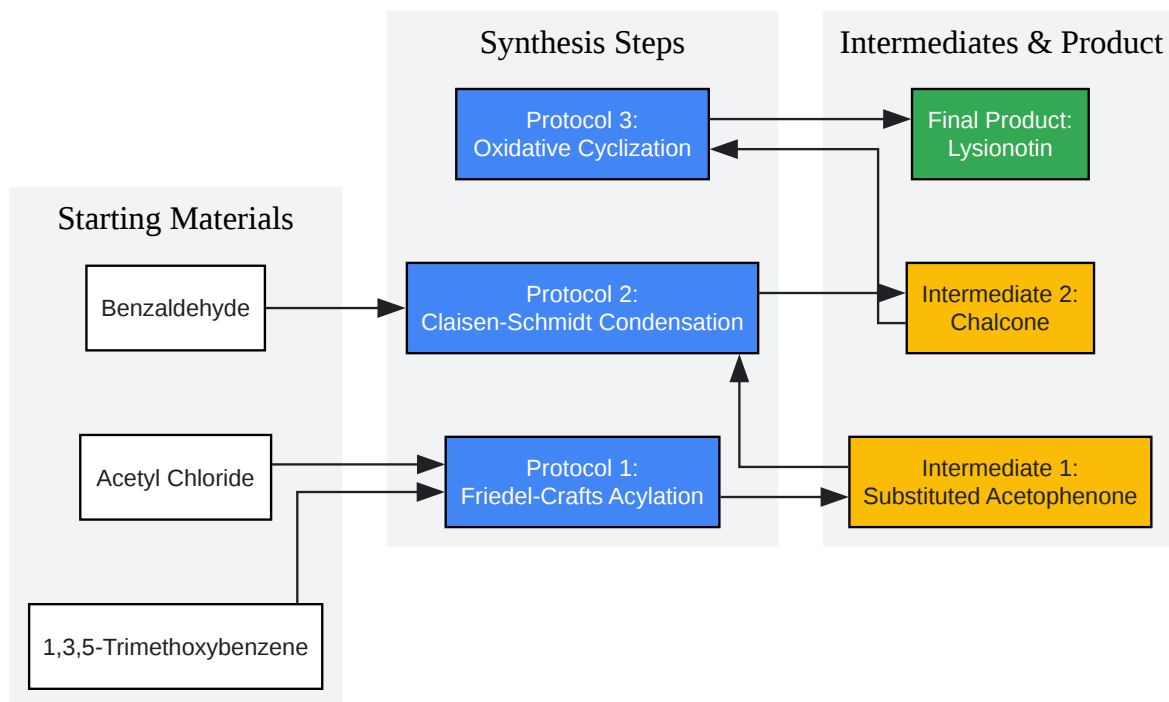 Starting Materials
Benzaldehyde
Acetyl Chloride
1,3,5-Trimethoxybenzene
Synthesis Steps
Protocol 3:
Oxidative Cyclization
Protocol 2:
Claisen-Schmidt Condensation
Protocol 1:
Friedel-Crafts Acylation
Intermediates & Product
Final Product:
Lysionotin
Intermediate 2:
Chalcone
Intermediate 1:
Substituted Acetophenone